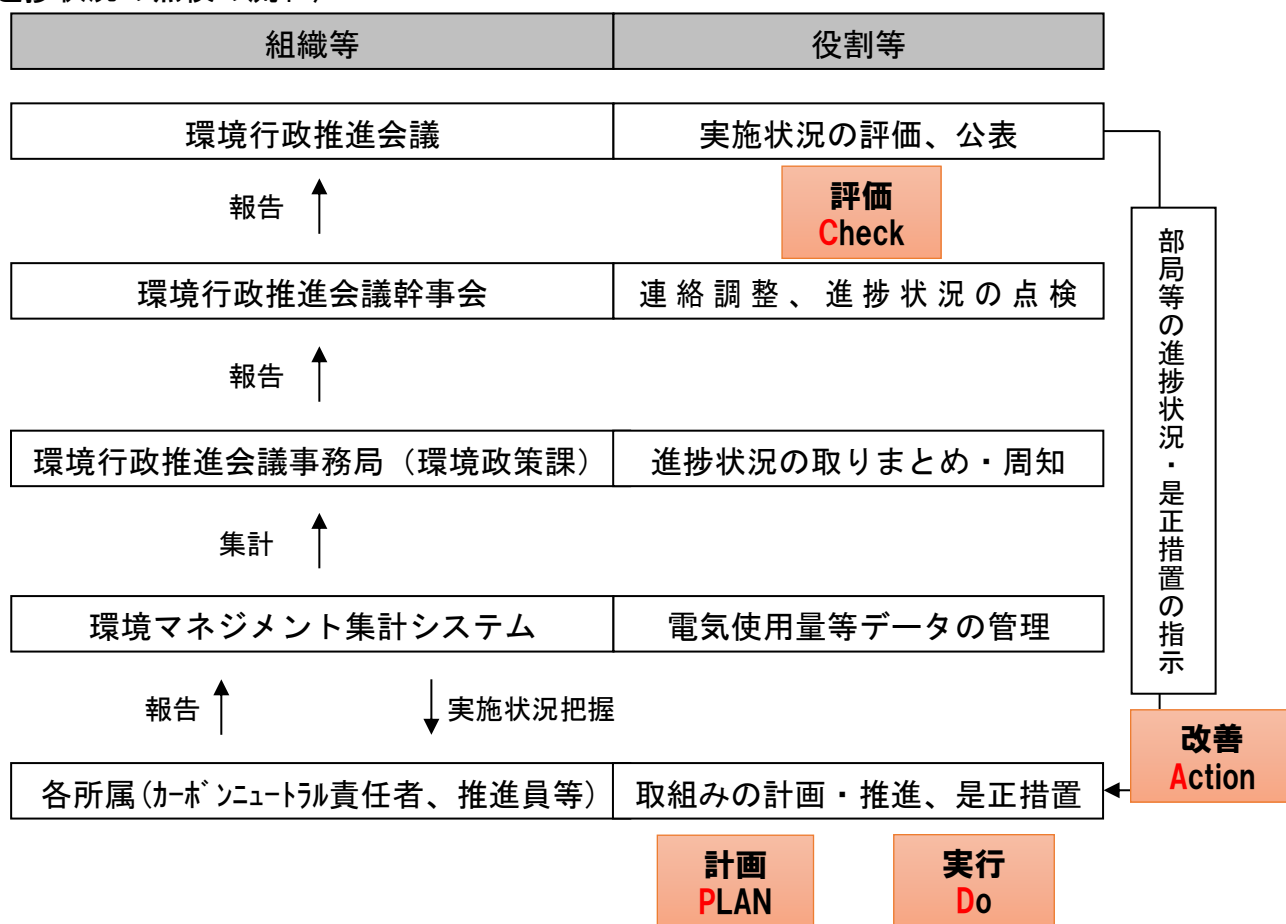 組織等
役割等
環境行政推進会議
実施状況の評価、公表
報告
評価
Check
環境行政推進会議幹事会
連絡調整、進捗状況の点検
報告
環境行政推進会議事務局（環境政策課）
進捗状況の取りまとめ・周知
集計
環境マネジメント集計システム
電気使用量等データの管理
報告
実施状況把握
部局等の進捗状況・是正措置の指示
改善
Action
各所属(ｶｰﾎﾞﾝﾆｭｰﾄﾗﾙ責任者、推進員等)
取組みの計画・推進、是正措置
計画
PLAN
実行
Do